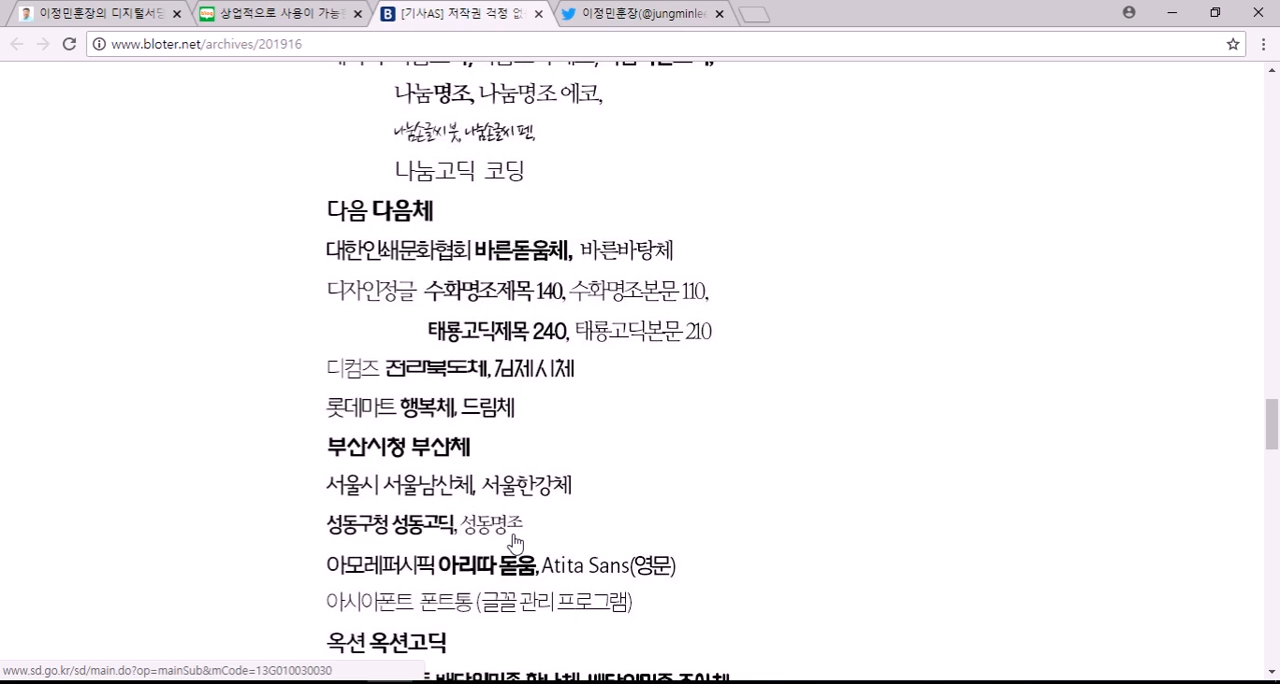 이정민훈장의 디지털서당
상업적으로 사용이 가능한
[기사AS] 저작권 걱정 없
이정민훈장(@jungminlee
www.bloter.net/archives/201916
나눔명조, 나눔명조 에코,
나눔손글씨 붓, 나눔손글씨 펜,
나눔고딕 코딩
다음 다음체
대한인쇄문화협회 바른돋움체, 바른바탕체
디자인정글 수화명조제목 140, 수화명조본문 110,
태룡고딕제목 240, 태룡고딕본문 210
디컴즈 전라북도체, 김제시체
롯데마트 행복체, 드림체
부산시청 부산체
서울시 서울남산체, 서울한강체
성동구청 성동고딕, 성동명조
아모레퍼시픽 아리따 돋움, Atita Sans(영문)
아시아폰트 폰트통 (글꼴 관리 프로그램)
옥션 옥션고딕
www.sd.go.kr/sd/main.do?op=mainSub&mCode=13G010030030